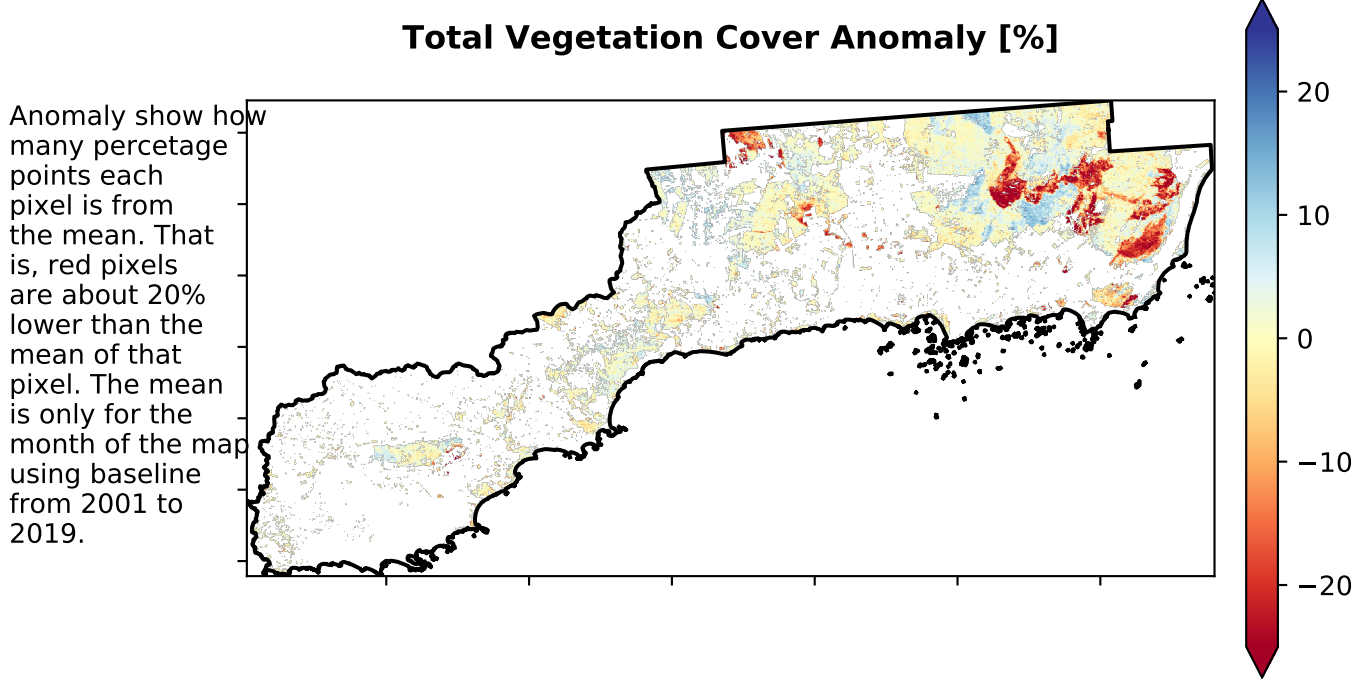 Total Vegetation Cover Anomaly [%]
Anomaly show how
many percetage
points each
pixel is from
the mean. That
is, red pixels
are about 20%
lower than the
mean of that
pixel. The mean
is only for the
month of the map
using baseline
from 2001 to
2019.
20
10
0
−10
−20